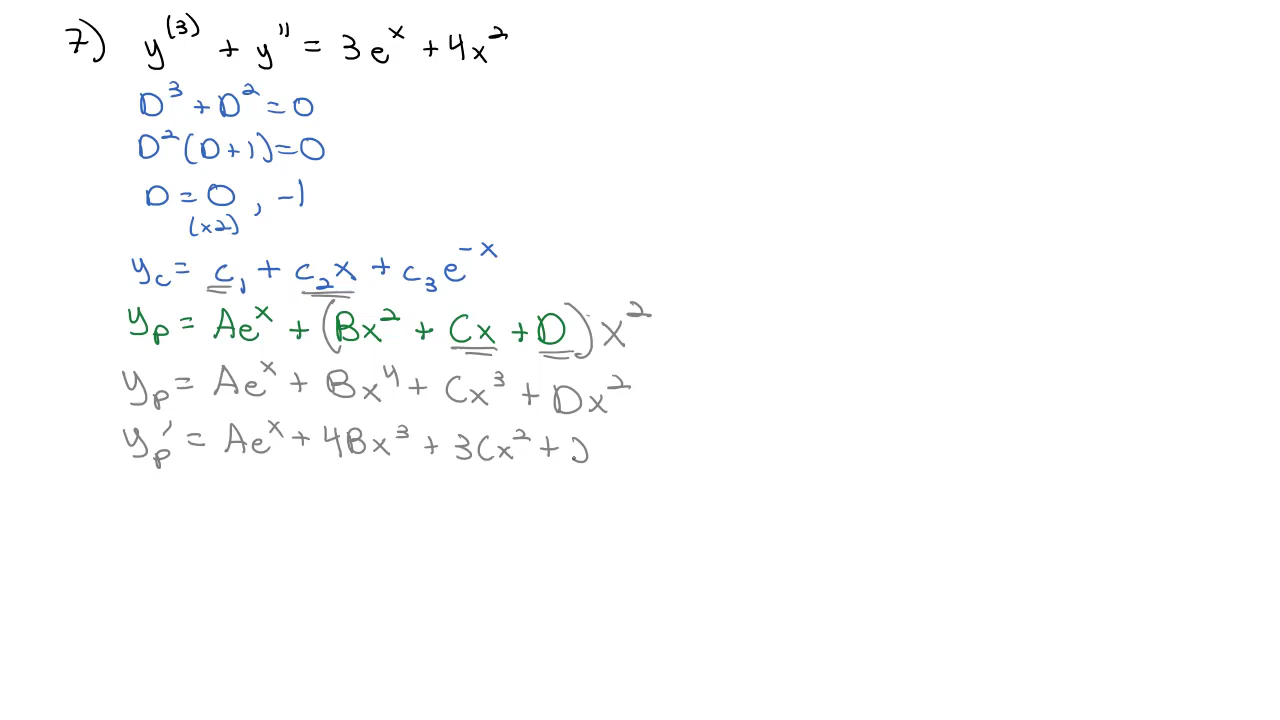 7) y^(3) + y'' = 3e^x + 4x^2
D^3 + D^2 = 0
D^2(D+1)=0
D = 0, -1
(x2)
y_c = c_1 + c_2x + c_3e^-x
y_p = Ae^x + (Bx^2 + Cx + D)x^2
y_p = Ae^x + Bx^4 + Cx^3 + Dx^2
y_p' = Ae^x + 4Bx^3 + 3Cx^2 +